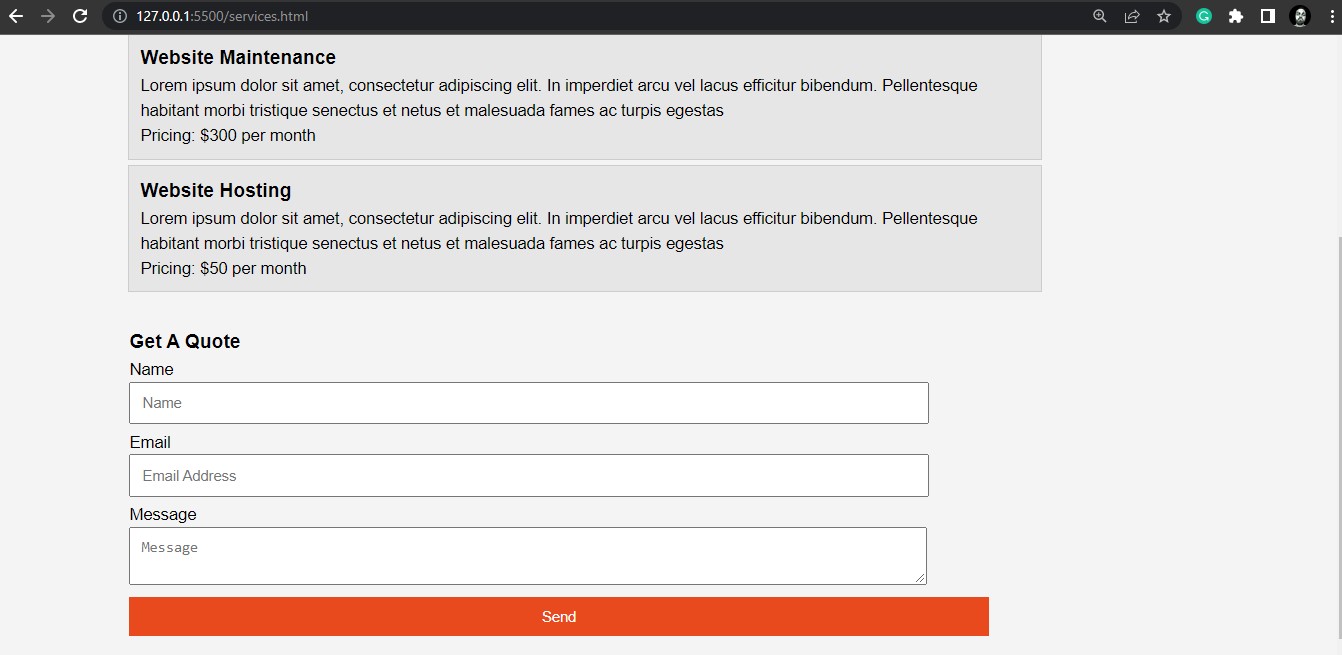 127.0.0.1:5500/services.html
Website Maintenance
Lorem ipsum dolor sit amet, consectetur adipiscing elit. In imperdiet arcu vel lacus efficitur bibendum. Pellentesque
habitant morbi tristique senectus et netus et malesuada fames ac turpis egestas
Pricing: $300 per month
Website Hosting
Lorem ipsum dolor sit amet, consectetur adipiscing elit. In imperdiet arcu vel lacus efficitur bibendum. Pellentesque
habitant morbi tristique senectus et netus et malesuada fames ac turpis egestas
Pricing: $50 per month
Get A Quote
Name
Name
Email
Email Address
Message
Message
Send